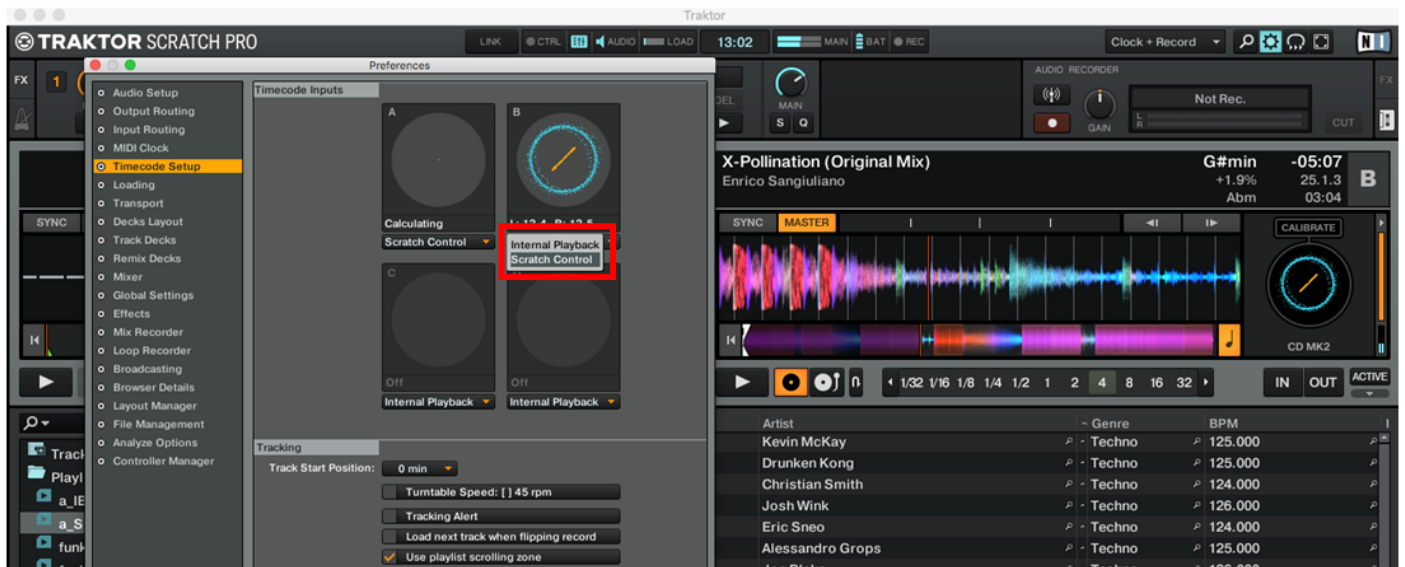 Traktor
TRAKTOR SCRATCH PRO
LINK
CTRL
AUDIO
LOAD
13:02
MAIN
BAT
REC
Clock + Record
NI
FX
1
Preferences
Audio Setup
Output Routing
Input Routing
MIDI Clock
Timecode Setup
Loading
Transport
Decks Layout
Track Decks
Remix Decks
Mixer
Global Settings
Effects
Mix Recorder
Loop Recorder
Broadcasting
Browser Details
Layout Manager
File Management
Analyze Options
Controller Manager
Timecode Inputs
A
B
Calculating
Scratch Control
Internal Playback
Scratch Control
C
Off
Off
Internal Playback
Internal Playback
Tracking
Track Start Position:
0 min
Turntable Speed: [ ] 45 rpm
Tracking Alert
Load next track when flipping record
Use playlist scrolling zone
MAIN
S Q
AUDIO RECORDER
GAIN
L
R
Not Rec.
CUT
FX
SYNC
X-Pollination (Original Mix)
G#min
-05:07
Enrico Sangiuliano
+1.9%
25.1.3
B
Abm
03:04
SYNC
MASTER
CALIBRATE
CD MK2
1/32 1/16 1/8 1/4 1/2 1 2 4 8 16 32
IN OUT
ACTIVE
Artist
~ Genre
BPM
Kevin McKay
- Techno
125.000
Drunken Kong
- Techno
125.000
Christian Smith
- Techno
124.000
Josh Wink
- Techno
126.000
Eric Sneo
- Techno
124.000
Alessandro Grops
- Techno
125.000